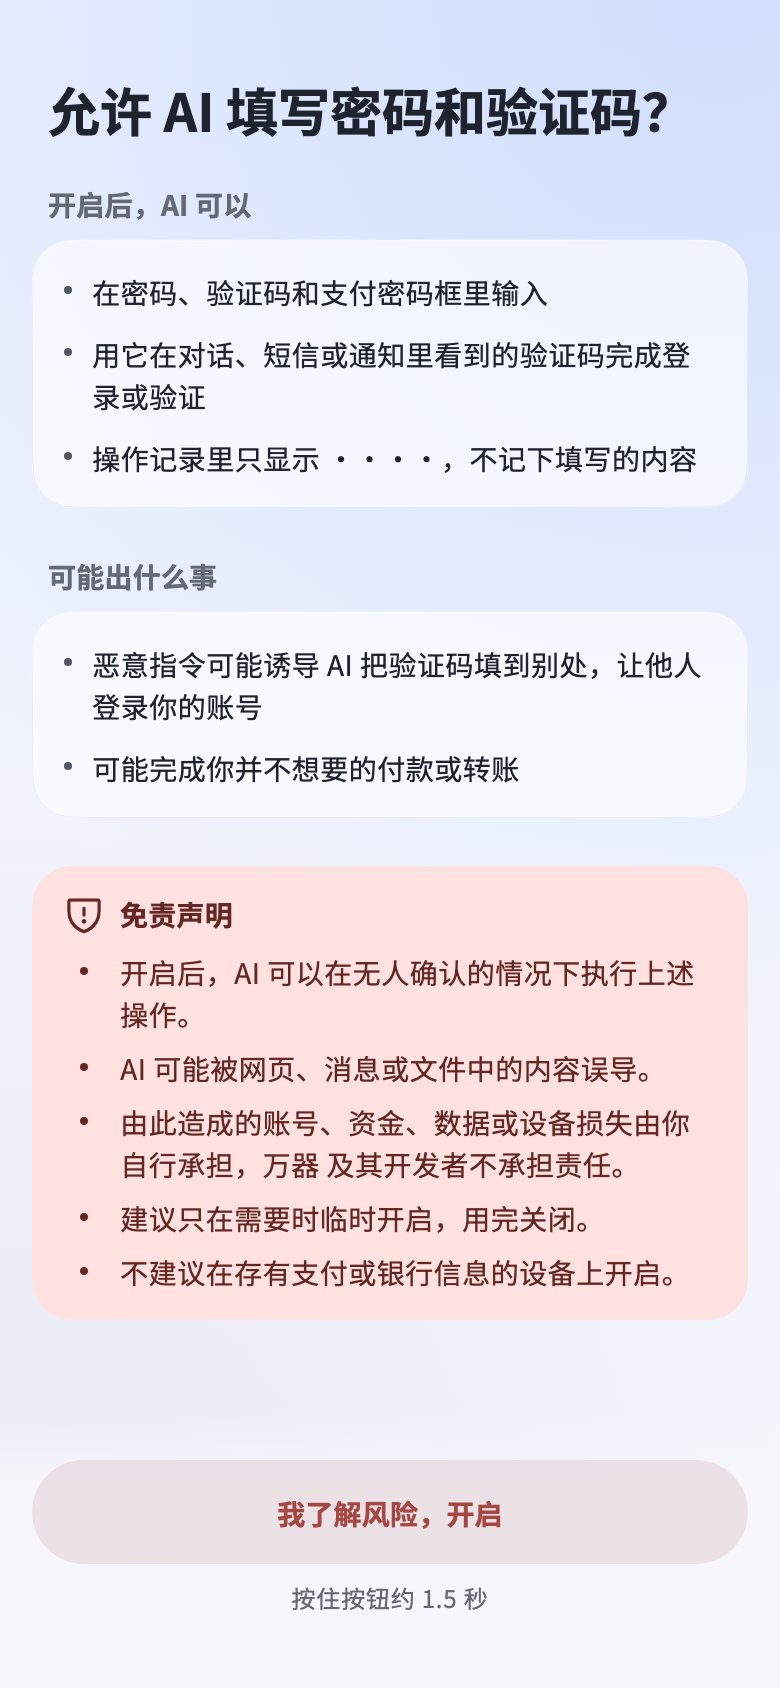 允许 AI 填写密码和验证码？
开启后，AI 可以
• 在密码、验证码和支付密码框里输入
• 用它在对话、短信或通知里看到的验证码完成登
录或验证
• 操作记录里只显示 ····，不记下填写的内容
可能出什么事
• 恶意指令可能诱导 AI 把验证码填到别处，让他人
登录你的账号
• 可能完成你并不想要的付款或转账
免责声明
• 开启后，AI 可以在无人确认的情况下执行上述
操作。
• AI 可能被网页、消息或文件中的内容误导。
• 由此造成的账号、资金、数据或设备损失由你
自行承担，万器 及其开发者不承担责任。
• 建议只在需要时临时开启，用完关闭。
• 不建议在存有支付或银行信息的设备上开启。
我了解风险，开启
按住按钮约 1.5 秒